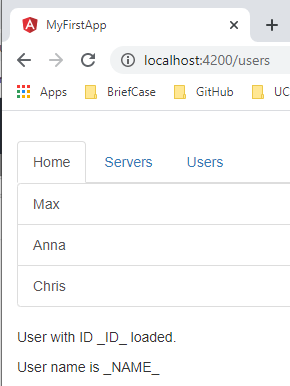 MyFirstApp
localhost:4200/users
Apps BriefCase GitHub UC
Home Servers Users
Max
Anna
Chris
User with ID _ID_ loaded.
User name is _NAME_